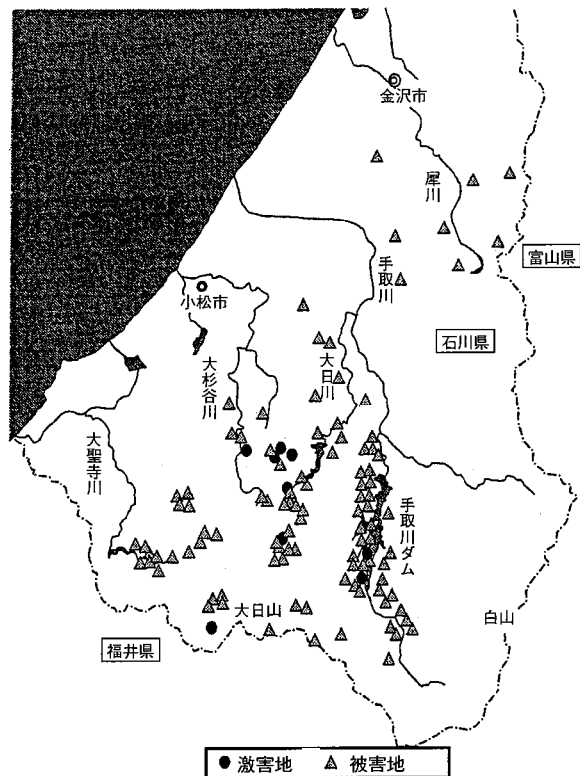 金沢市
犀川
富山県
手取川
小松市
石川県
大日川
大杉谷川
大聖寺川
手取川ダム
大日山
白山
福井県
激害地 被害地